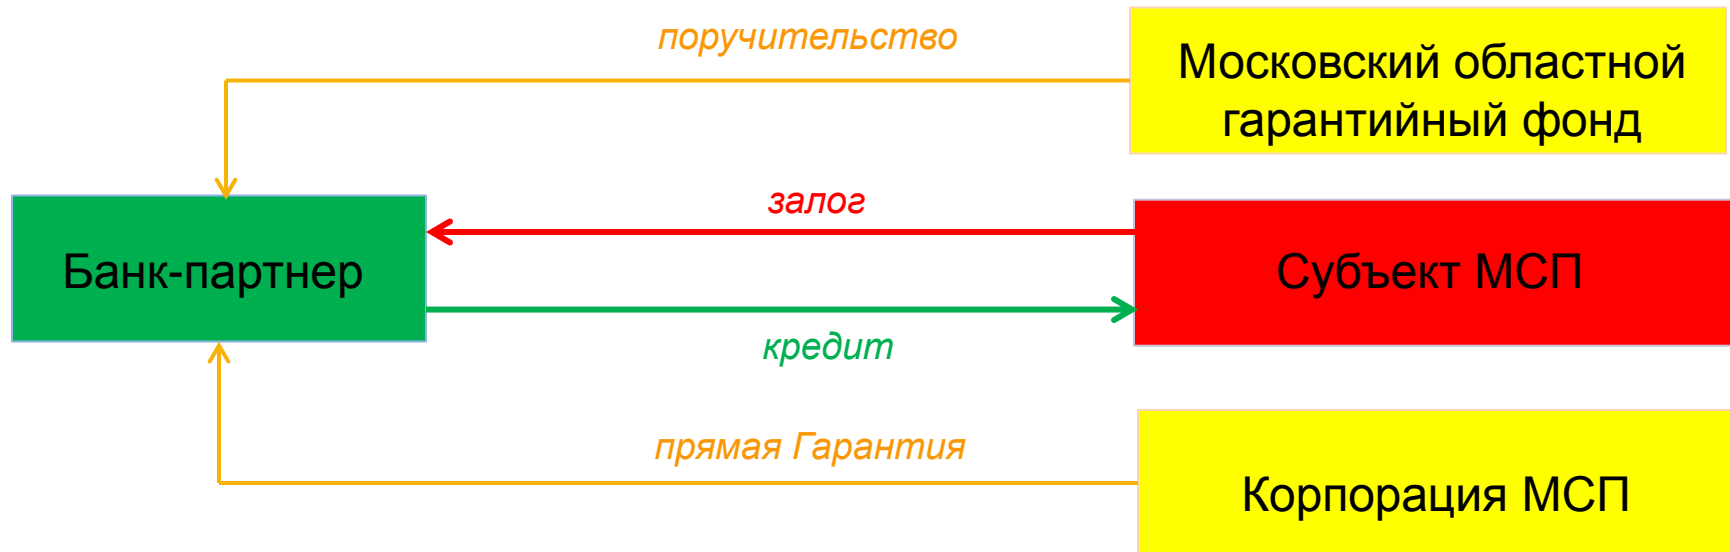 поручительство
Московский областной
гарантийный фонд
залог
Банк-партнер
Субъект МСП
кредит
прямая Гарантия
Корпорация МСП